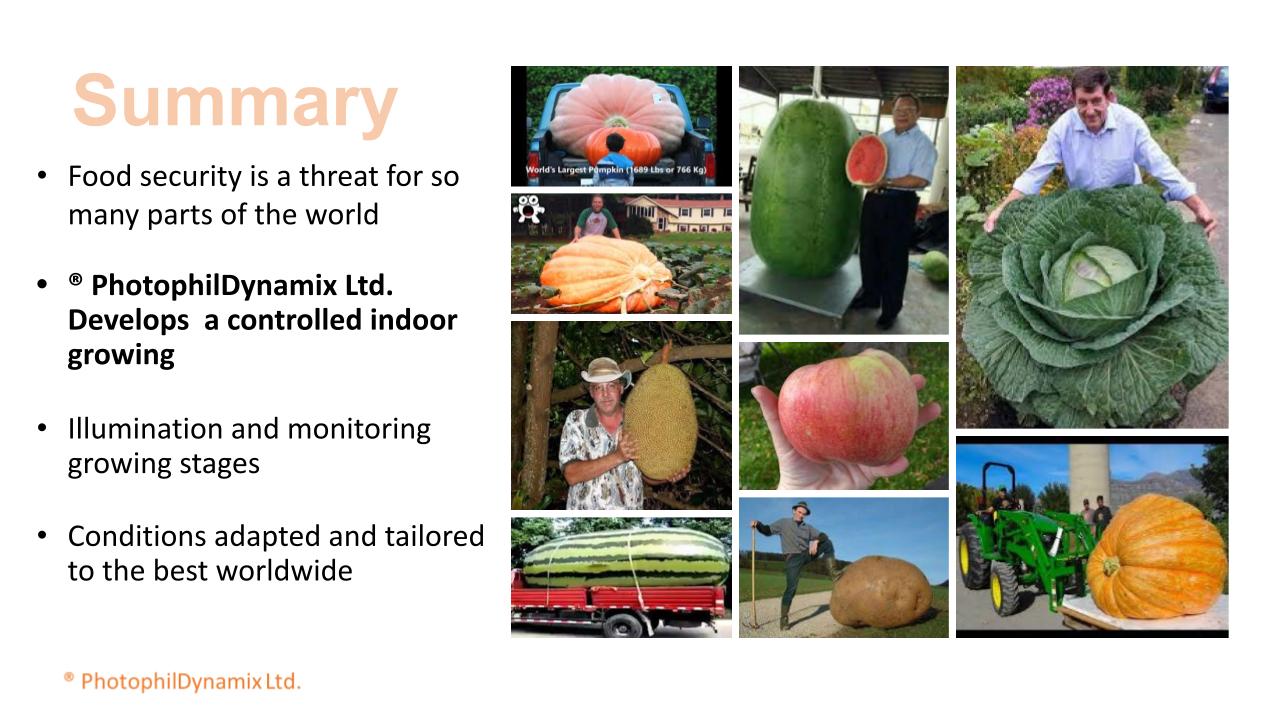 Summary
• Food security is a threat for so
many parts of the world
• ® PhotophilDynamix Ltd.
Develops  a controlled indoor
growing
• Illumination and monitoring
growing stages
• Conditions adapted and tailored
to the best worldwide
World's Largest Pumpkin (1689 Lbs or 766 Kg)
® PhotophilDynamix Ltd.